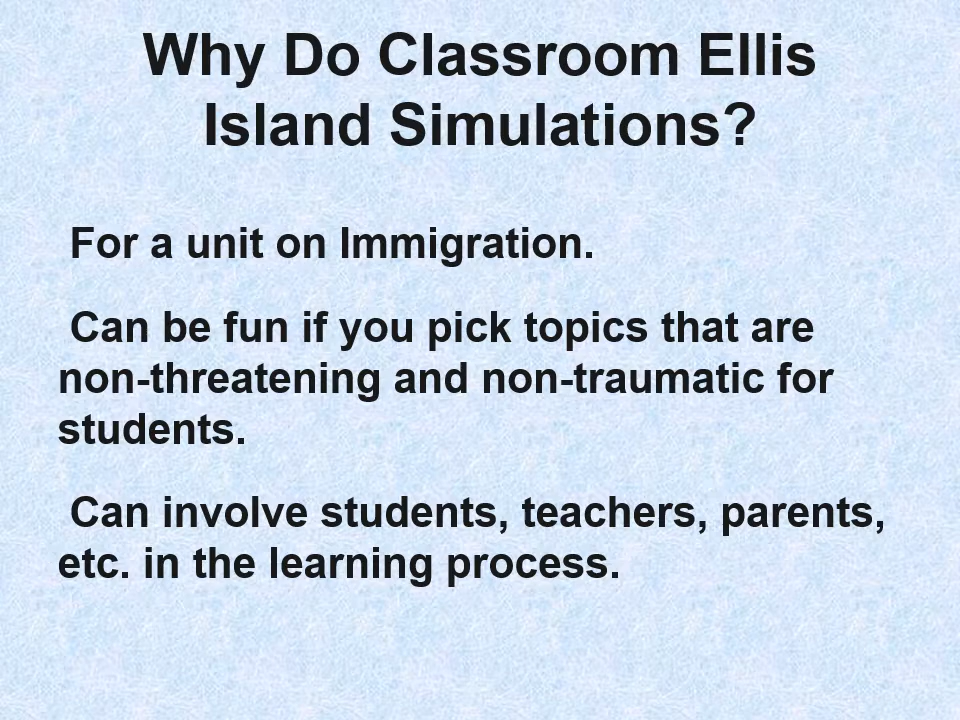 Why Do Classroom Ellis
Island Simulations?
For a unit on Immigration.
Can be fun if you pick topics that are
non-threatening and non-traumatic for
students.
Can involve students, teachers, parents,
etc. in the learning process.